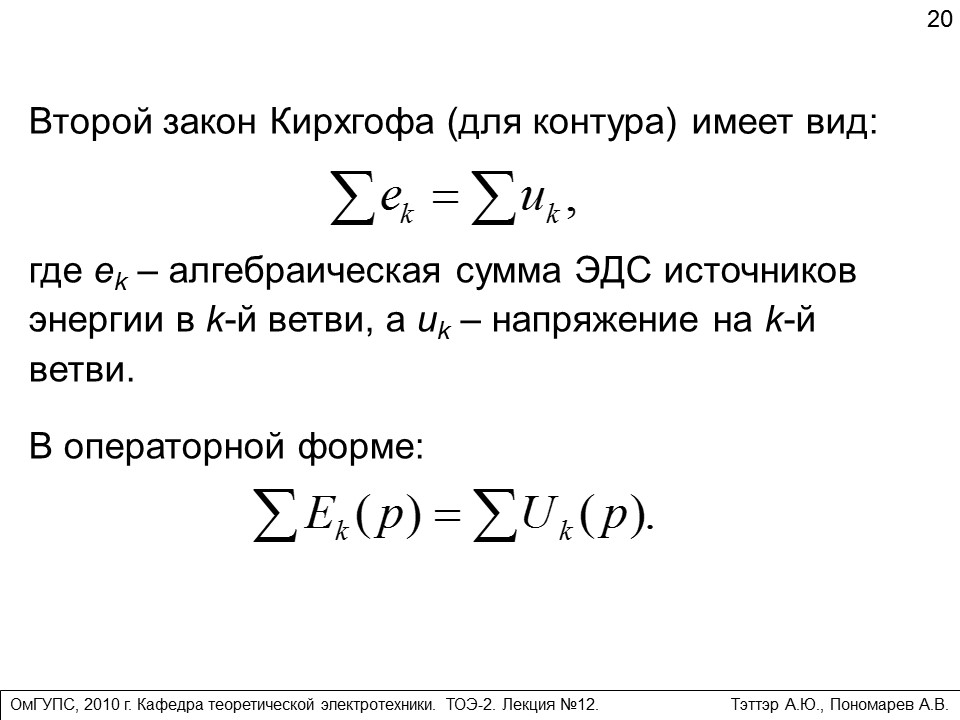 20
Второй закон Кирхгофа (для контура) имеет вид:
∑eₖ = ∑uₖ,
где eₖ – алгебраическая сумма ЭДС источников
энергии в k-й ветви, а uₖ – напряжение на k-й
ветви.
В операторной форме:
∑Eₖ(p) = ∑Uₖ(p).
ОмГУПС, 2010 г. Кафедра теоретической электротехники. ТОЭ-2. Лекция №12. Тэттэр А.Ю., Пономарев А.В.